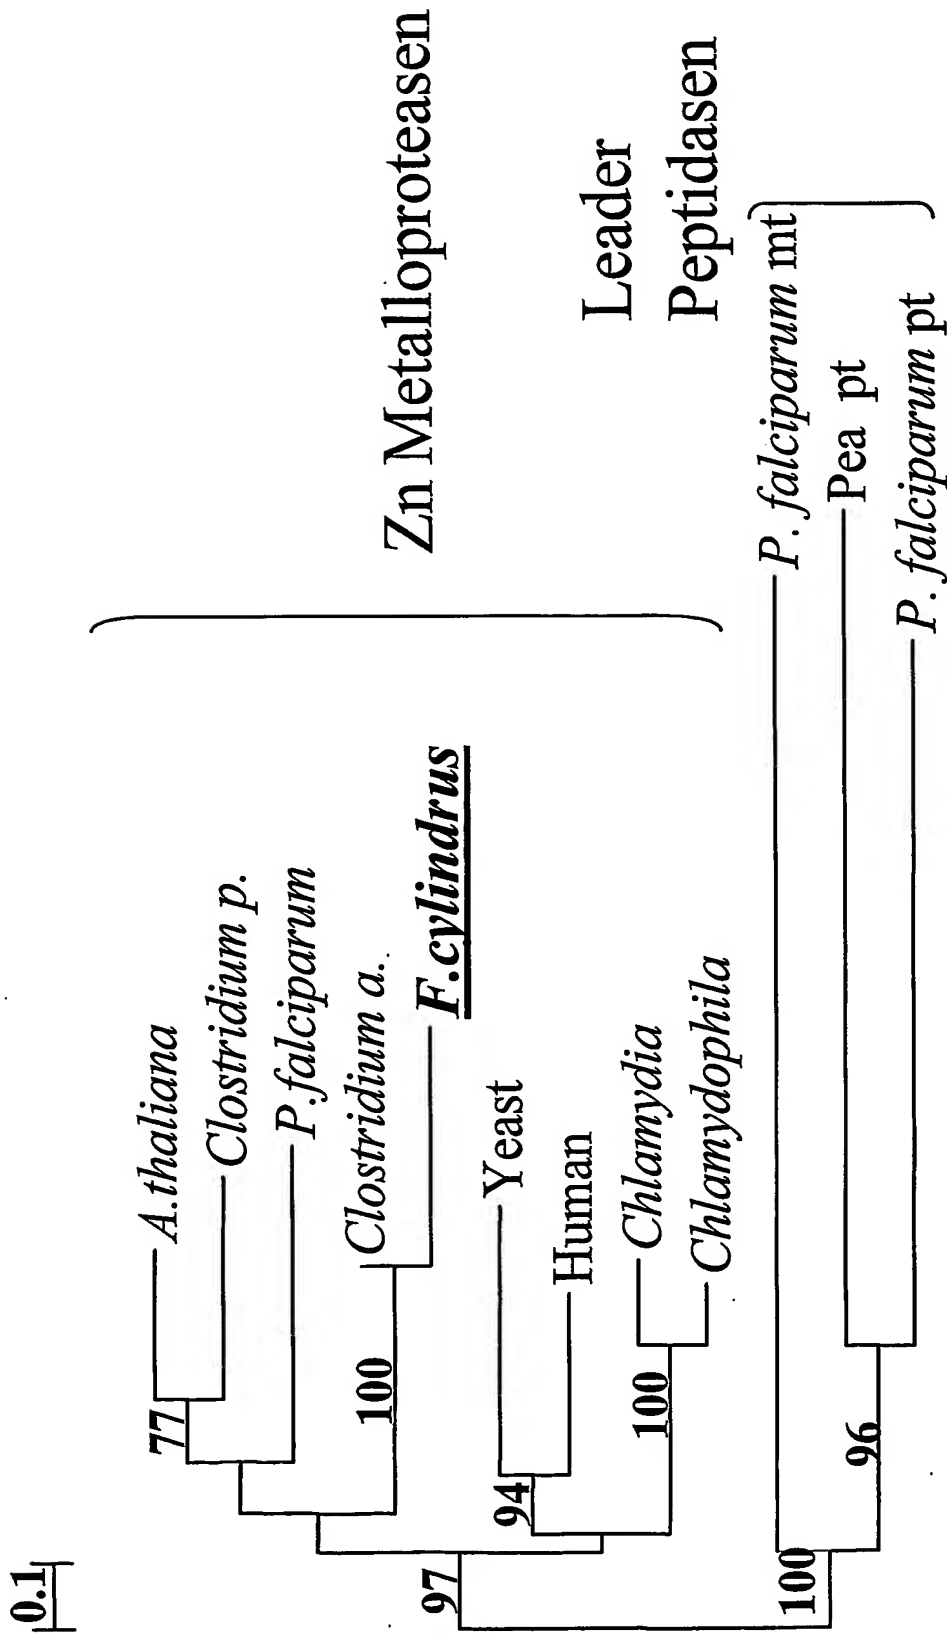 0.1
77
A.thaliana
Clostridium p.
P.falciparum
100
Clostridium a.
F.cylindrus
97
94
Yeast
Human
100
Chlamydia
Chlamydophila
Zn Metalloproteasen
100
P. falciparum mt
96
Pea pt
P. falciparum pt
Leader
Peptidasen